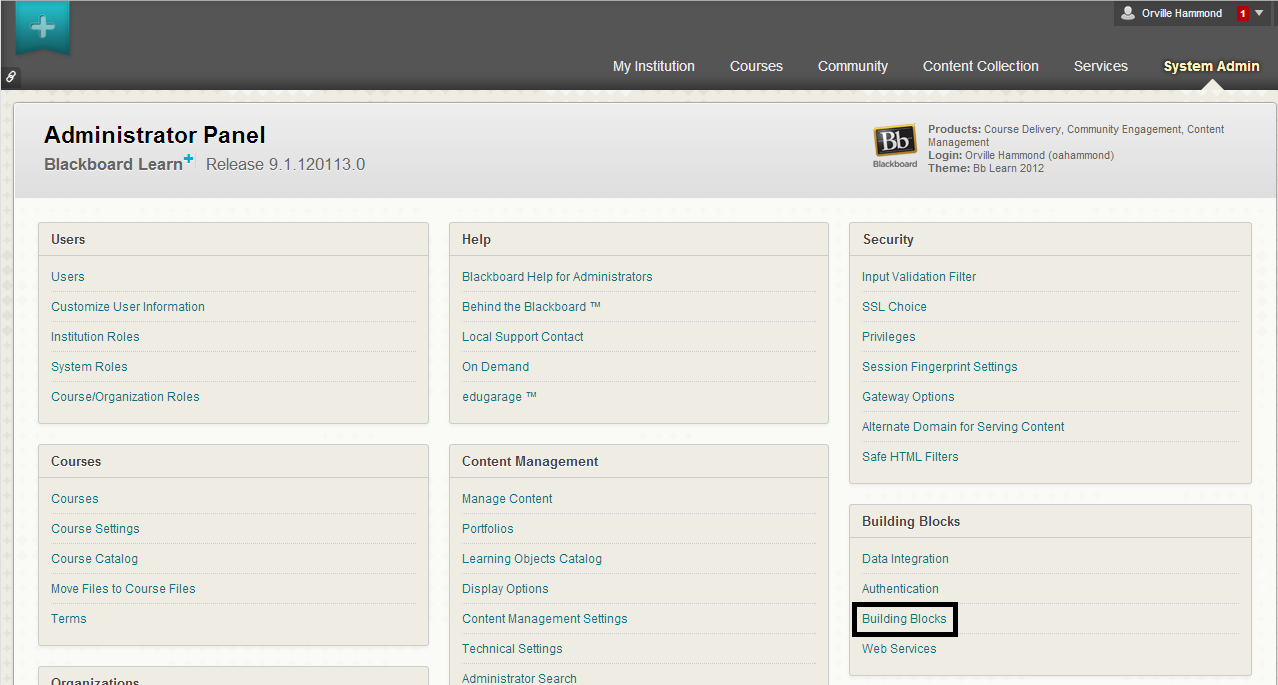 Orville Hammond 1
My Institution Courses Community Content Collection Services System Admin
Administrator Panel
Blackboard Learn+ Release 9.1.120113.0
Bb
Blackboard
Products: Course Delivery, Community Engagement, Content
Management
Login: Orville Hammond (oahammond)
Theme: Bb Learn 2012
Users
Users
Customize User Information
Institution Roles
System Roles
Course/Organization Roles
Courses
Courses
Course Settings
Course Catalog
Move Files to Course Files
Terms
Organizations
Help
Blackboard Help for Administrators
Behind the Blackboard ™
Local Support Contact
On Demand
edugarage ™
Content Management
Manage Content
Portfolios
Learning Objects Catalog
Display Options
Content Management Settings
Technical Settings
Administrator Search
Security
Input Validation Filter
SSL Choice
Privileges
Session Fingerprint Settings
Gateway Options
Alternate Domain for Serving Content
Safe HTML Filters
Building Blocks
Data Integration
Authentication
Building Blocks
Web Services